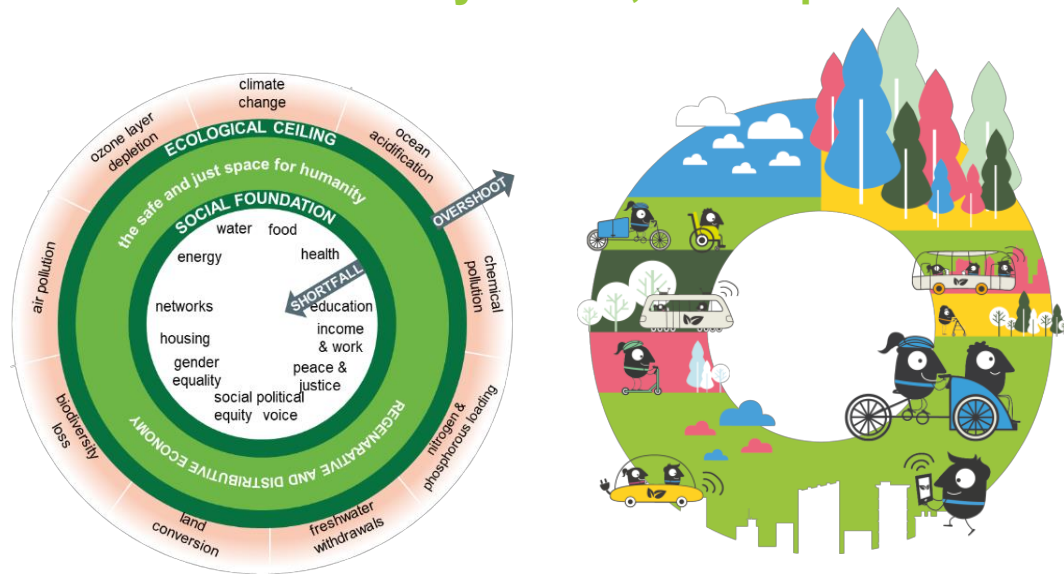 climate
change
ozone layer
depletion
ocean
acidification
air pollution
chemical
pollution
biodiversity
loss
nitrogen &
phosphorous loading
land
conversion
freshwater
withdrawals
ECOLOGICAL CEILING
the safe and just space for humanity
SOCIAL FOUNDATION
OVERSHOOT
SHORTFALL
water
food
energy
health
networks
education
housing
income
& work
gender
equality
peace &
justice
social
equity
political
voice
REGENARATIVE AND DISTRIBUTIVE ECONOMY